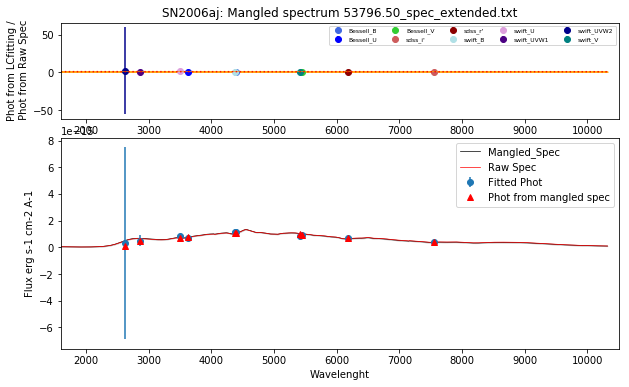 SN2006aj: Mangled spectrum 53796.50_spec_extended.txt
Phot from LCfitting /
Phot from Raw Spec
50
0
−50
Bessell_B
Bessell_U
Bessell_V
sdss_i'
sdss_r'
swift_B
swift_U
swift_UVW1
swift_UVW2
swift_V
2000 3000 4000 5000 6000 7000 8000 9000 10000
1e−15
Flux erg s-1 cm-2 A-1
8
6
4
2
0
−2
−4
−6
Mangled_Spec
Raw Spec
Fitted Phot
Phot from mangled spec
2000 3000 4000 5000 6000 7000 8000 9000 10000
Wavelenght